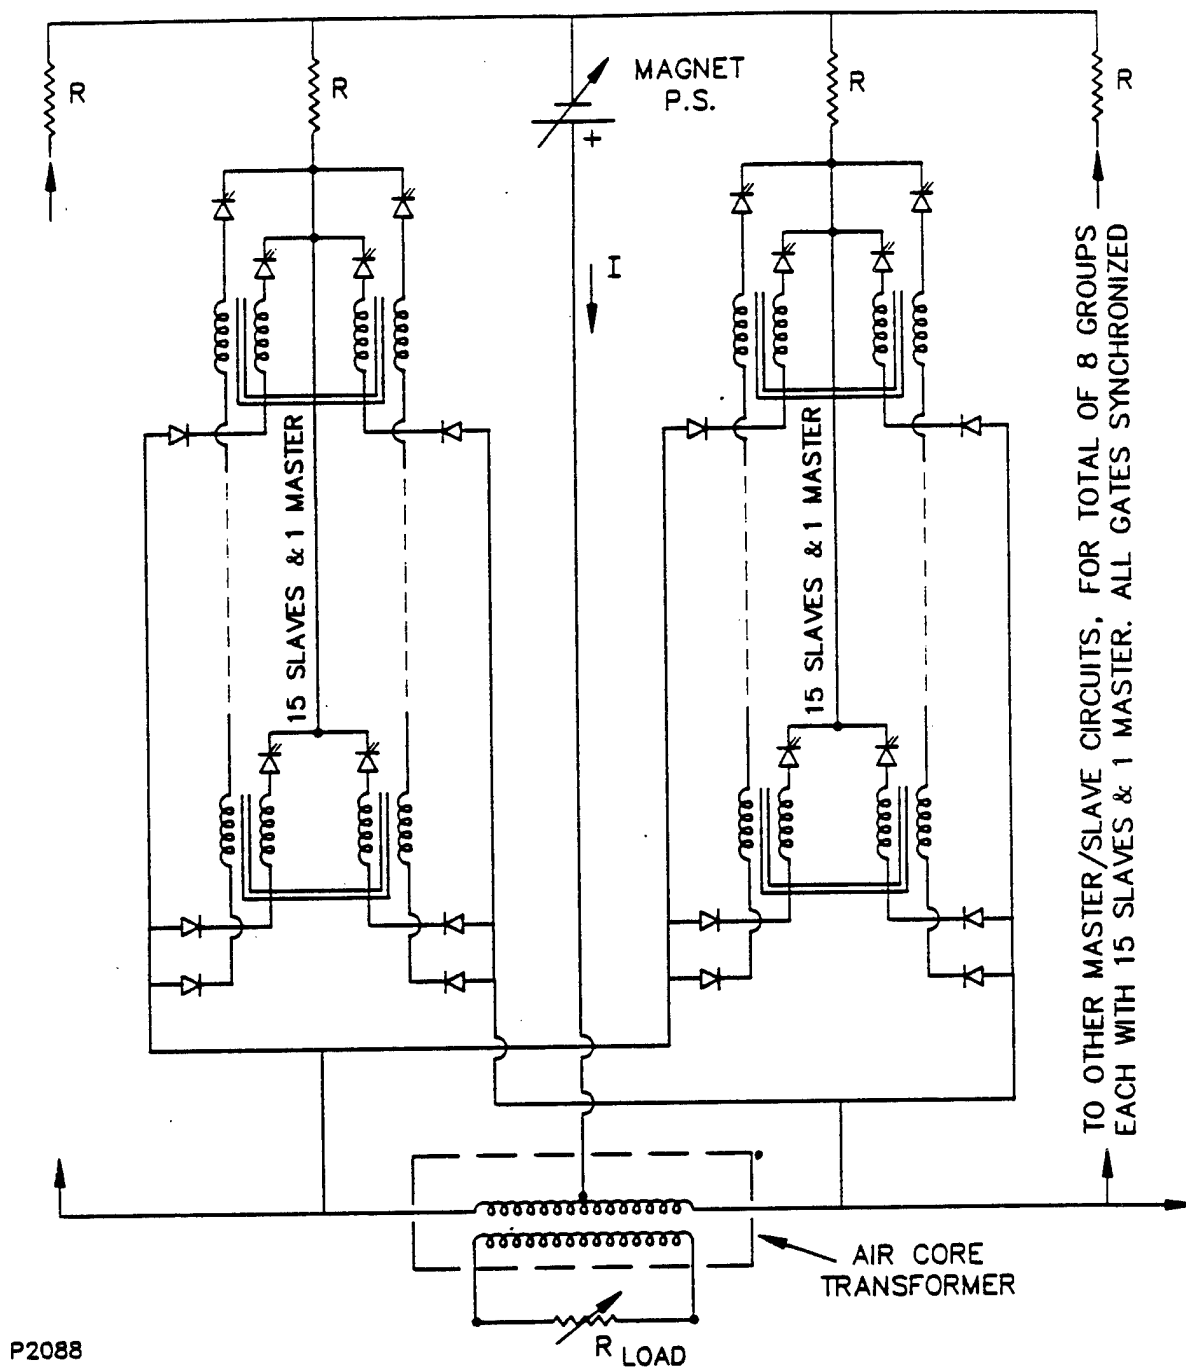 R
R
MAGNET
P.S.
+
R
R
I
15 SLAVES & 1 MASTER
15 SLAVES & 1 MASTER
TO OTHER MASTER/SLAVE CIRCUITS, FOR TOTAL OF 8 GROUPS
EACH WITH 15 SLAVES & 1 MASTER. ALL GATES SYNCHRONIZED
AIR CORE
TRANSFORMER
R LOAD
P2088